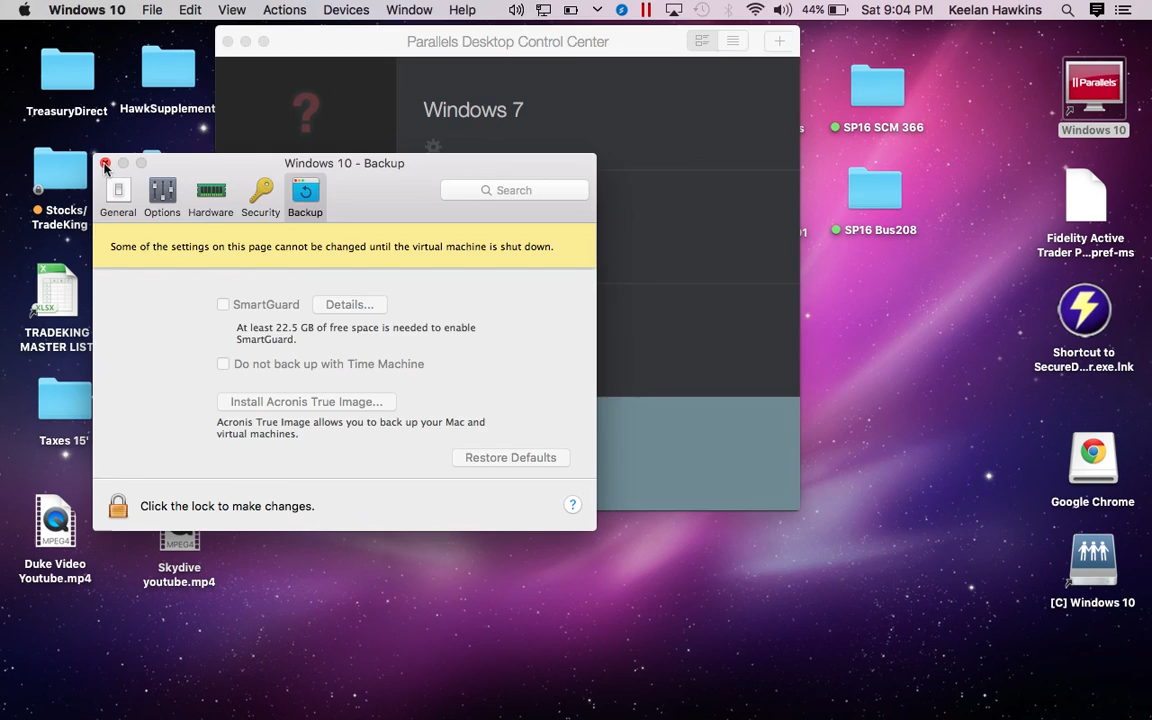 Windows 10 File Edit View Actions Devices Window Help 44% Sat 9:04 PM Keelan Hawkins
Parallels Desktop Control Center
TreasuryDirect
HawkSupplement
Windows 7
SP16 SCM 366
Parallels
Windows 10
Windows 10 - Backup
General Options Hardware Security Backup
Search
Stocks/
TradeKing
SP16 Bus208
Fidelity Active
Trader P...pref-ms
Some of the settings on this page cannot be changed until the virtual machine is shut down.
SmartGuard Details...
At least 22.5 GB of free space is needed to enable
SmartGuard.
XLSX
TRADEKING
MASTER LIST
Do not back up with Time Machine
Shortcut to
SecureD...r.exe.lnk
Install Acronis True Image...
Acronis True Image allows you to back up your Mac and
virtual machines.
Taxes 15'
Restore Defaults
Click the lock to make changes.
?
Google Chrome
MPEG4
Duke Video
Youtube.mp4
MPEG4
Skydive
youtube.mp4
[C] Windows 10